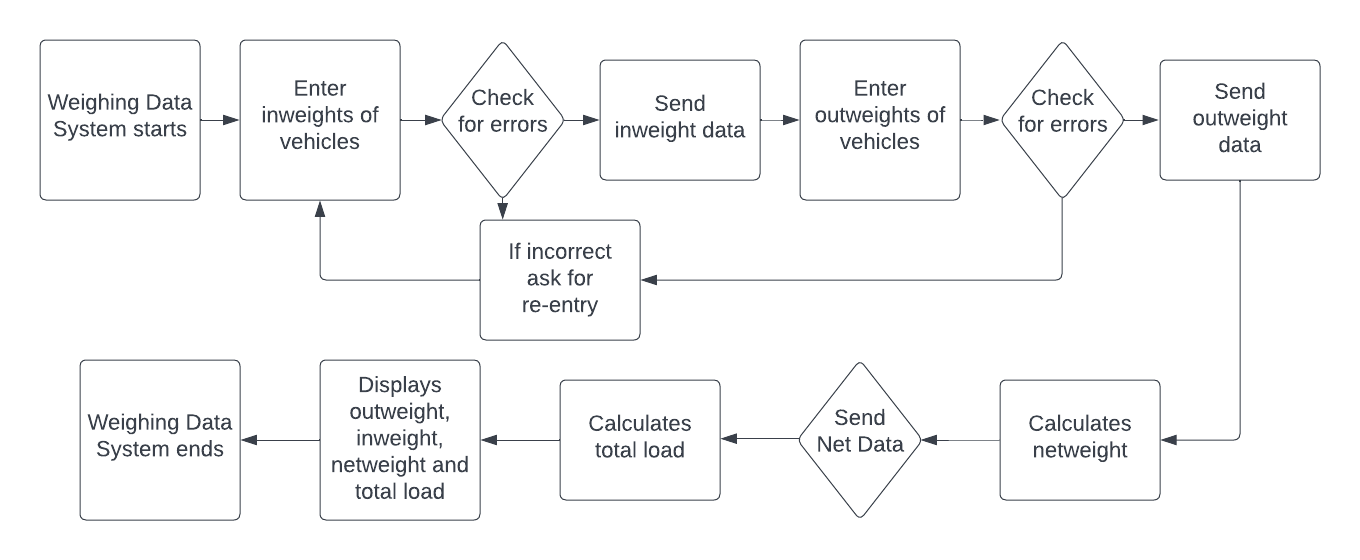 Weighing Data
System starts
Enter
inweights of
vehicles
Check
for errors
Send
inweight data
Enter
outweights of
vehicles
Check
for errors
Send
outweight
data
If incorrect
ask for
re-entry
Calculates
netweight
Send
Net Data
Calculates
total load
Displays
outweight,
inweight,
netweight and
total load
Weighing Data
System ends